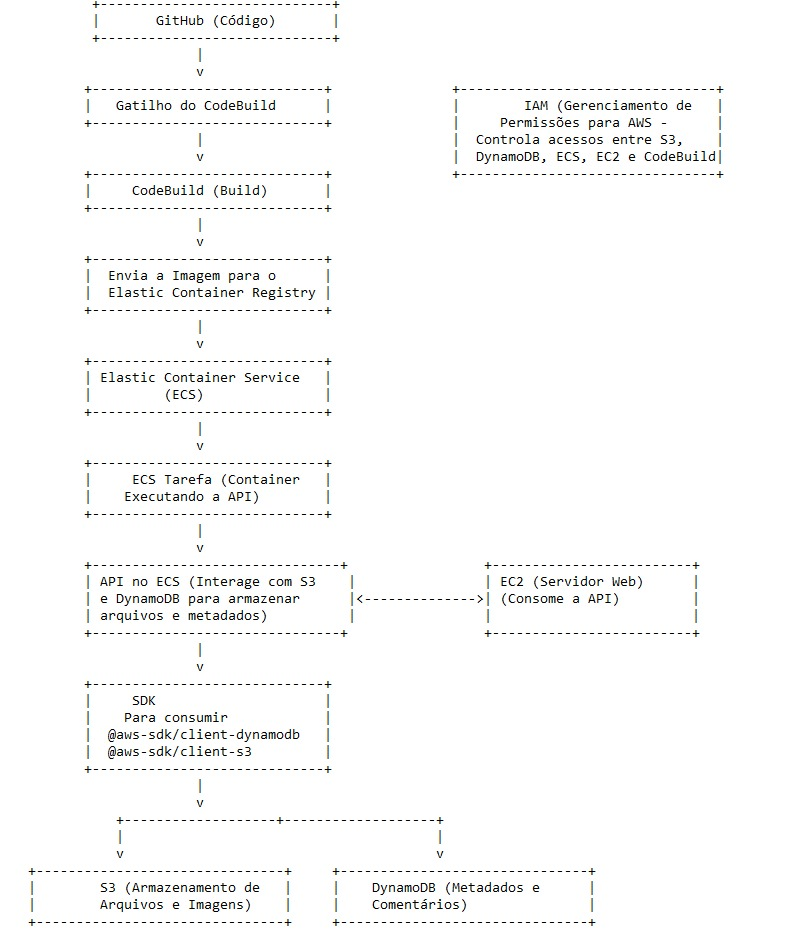 GitHub (Código)
Gatilho do CodeBuild
IAM (Gerenciamento de
Permissões para AWS -
Controla acessos entre S3,
DynamoDB, ECS, EC2 e CodeBuild
CodeBuild (Build)
Envia a Imagem para o
Elastic Container Registry
Elastic Container Service
(ECS)
ECS Tarefa (Container
Executando a API)
API no ECS (Interage com S3
e DynamoDB para armazenar
arquivos e metadados)
EC2 (Servidor Web)
(Consome a API)
SDK
Para consumir
@aws-sdk/client-dynamodb
@aws-sdk/client-s3
S3 (Armazenamento de
Arquivos e Imagens)
DynamoDB (Metadados e
Comentários)